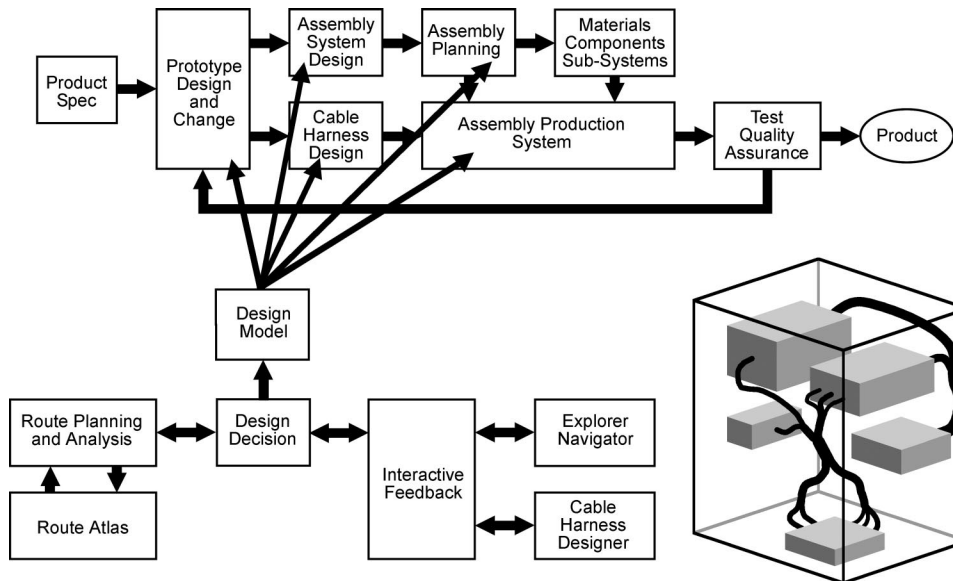 Product
Spec
Prototype
Design
and
Change
Assembly
System
Design
Assembly
Planning
Materials
Components
Sub-Systems
Cable
Harness
Design
Assembly Production
System
Test
Quality
Assurance
Product
Design
Model
Route Planning
and Analysis
Design
Decision
Interactive
Feedback
Explorer
Navigator
Route Atlas
Cable
Harness
Designer